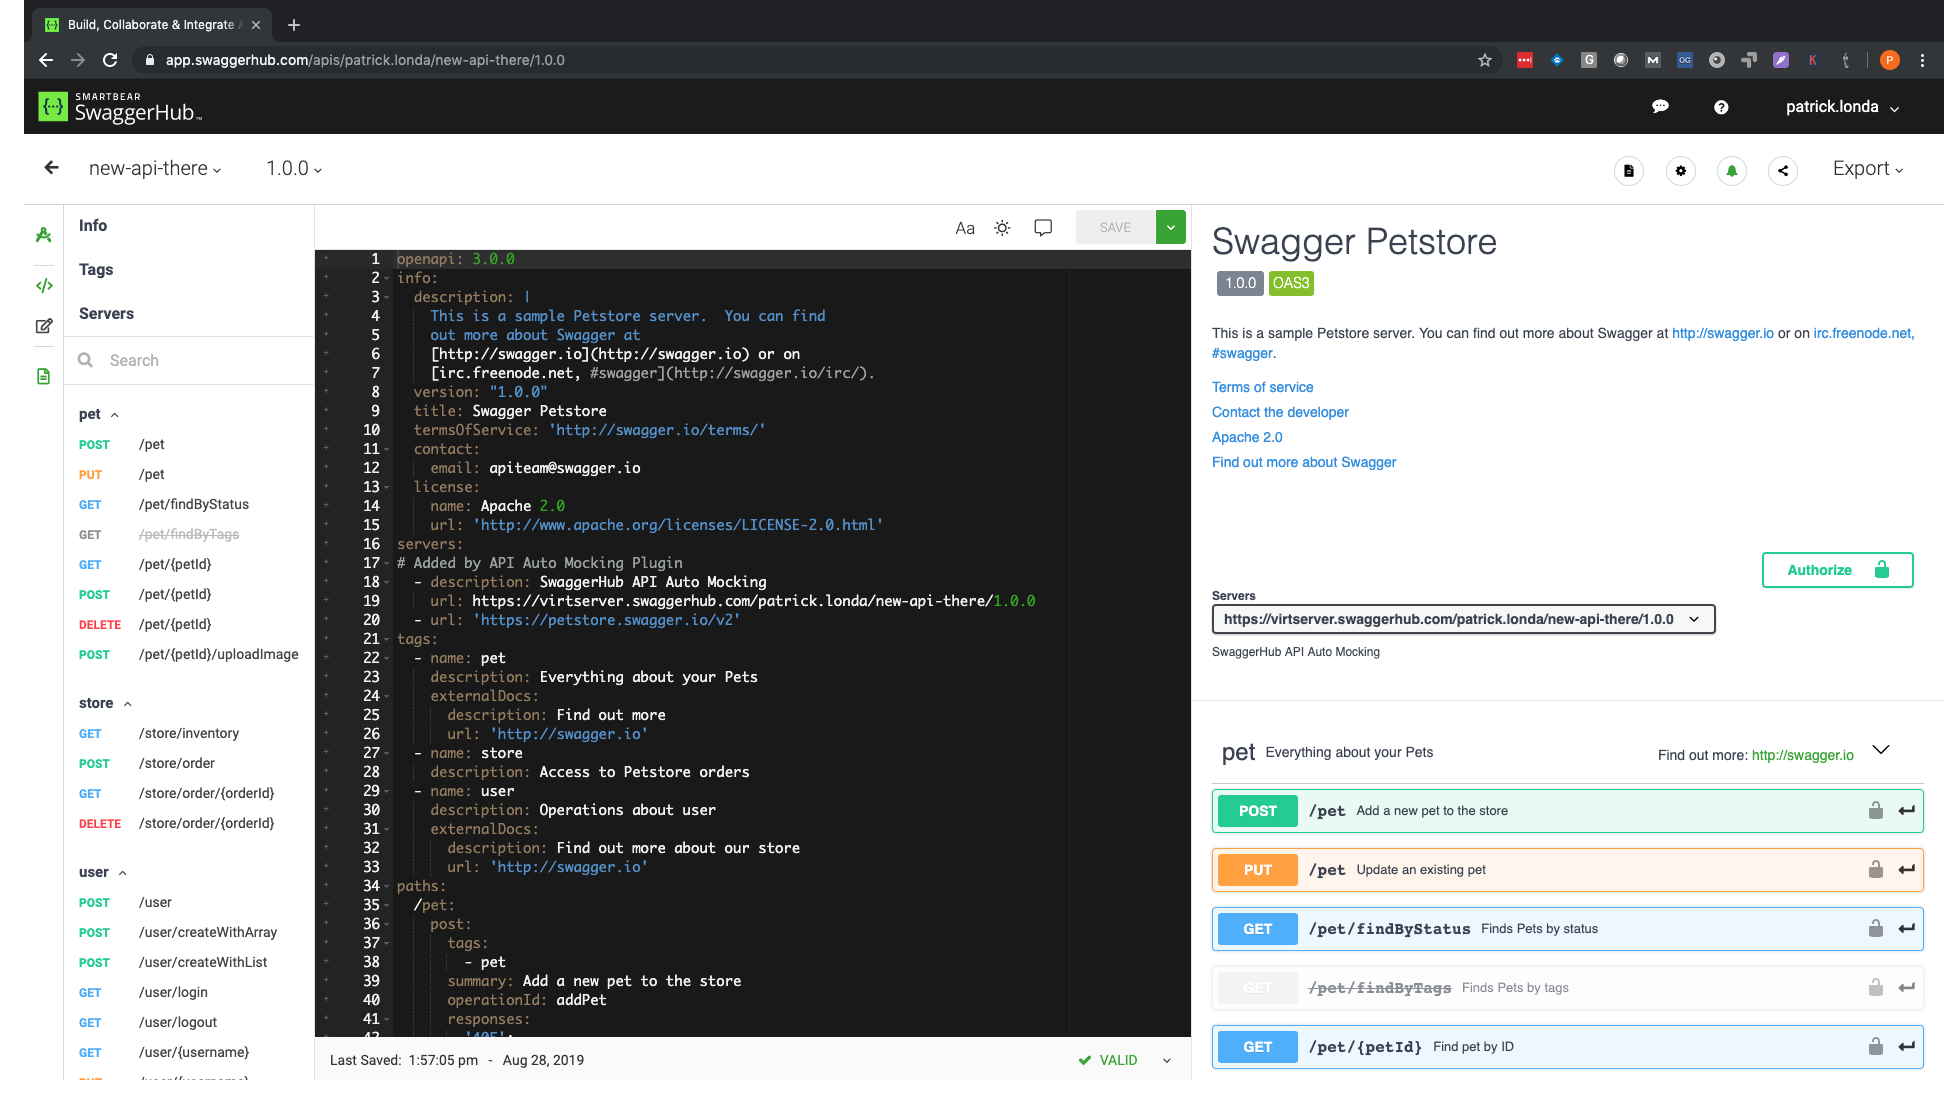 Build, Collaborate & Integrate
app.swaggerhub.com/apis/patrick.londa/new-api-there/1.0.0
SMARTBEAR
SwaggerHub™
patrick.londa
new-api-there
1.0.0
Export
Info
Tags
Servers
Search
pet
POST /pet
PUT /pet
GET /pet/findByStatus
GET /pet/findByTags
GET /pet/{petId}
POST /pet/{petId}
DELETE /pet/{petId}
POST /pet/{petId}/uploadImage
store
GET /store/inventory
POST /store/order
GET /store/order/{orderId}
DELETE /store/order/{orderId}
user
POST /user
POST /user/createWithArray
POST /user/createWithList
GET /user/login
GET /user/logout
GET /user/{username}
Aa
SAVE
1 openapi: 3.0.0
2 info:
3 description: |
4 This is a sample Petstore server.  You can find
5 out more about Swagger at
6 [http://swagger.io](http://swagger.io) or on
7 [irc.freenode.net, #swagger](http://swagger.io/irc/).
8 version: "1.0.0"
9 title: Swagger Petstore
10 termsOfService: 'http://swagger.io/terms/'
11 contact:
12 email: apiteam@swagger.io
13 license:
14 name: Apache 2.0
15 url: 'http://www.apache.org/licenses/LICENSE-2.0.html'
16 servers:
17 # Added by API Auto Mocking Plugin
18 - description: SwaggerHub API Auto Mocking
19 url: https://virtserver.swaggerhub.com/patrick.londa/new-api-there/1.0.0
20 - url: 'https://petstore.swagger.io/v2'
21 tags:
22 - name: pet
23 description: Everything about your Pets
24 externalDocs:
25 description: Find out more
26 url: 'http://swagger.io'
27 - name: store
28 description: Access to Petstore orders
29 - name: user
30 description: Operations about user
31 externalDocs:
32 description: Find out more about our store
33 url: 'http://swagger.io'
34 paths:
35 /pet:
36 post:
37 tags:
38 - pet
39 summary: Add a new pet to the store
40 operationId: addPet
41 responses:
42 '405':
Last Saved: 1:57:05 pm - Aug 28, 2019
VALID
Swagger Petstore
1.0.0 OAS3
This is a sample Petstore server. You can find out more about Swagger at http://swagger.io or on irc.freenode.net,
#swagger.
Terms of service
Contact the developer
Apache 2.0
Find out more about Swagger
Authorize
Servers
https://virtserver.swaggerhub.com/patrick.londa/new-api-there/1.0.0
SwaggerHub API Auto Mocking
pet Everything about your Pets
Find out more: http://swagger.io
POST /pet Add a new pet to the store
PUT /pet Update an existing pet
GET /pet/findByStatus Finds Pets by status
GET /pet/findByTags Finds Pets by tags
GET /pet/{petId} Find pet by ID